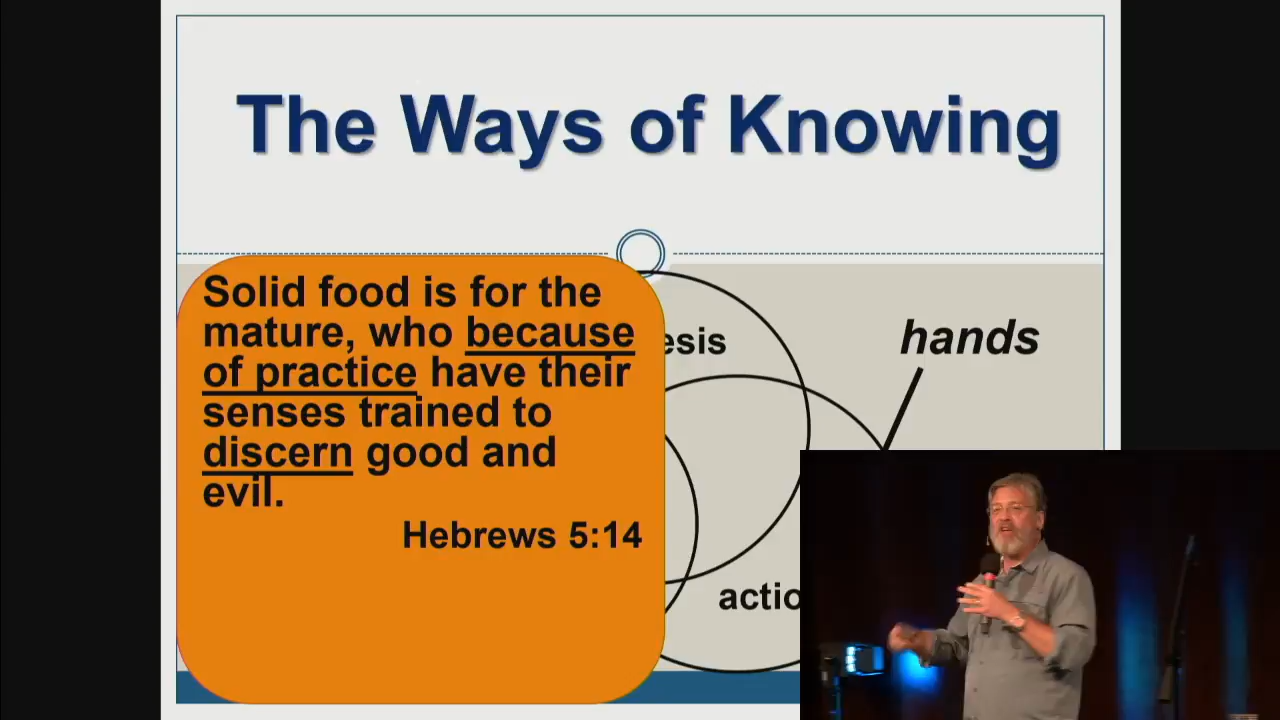 The Ways of Knowing
Solid food is for the
mature, who because
of practice have their
senses trained to
discern good and
evil.
Hebrews 5:14
esis
hands
actio